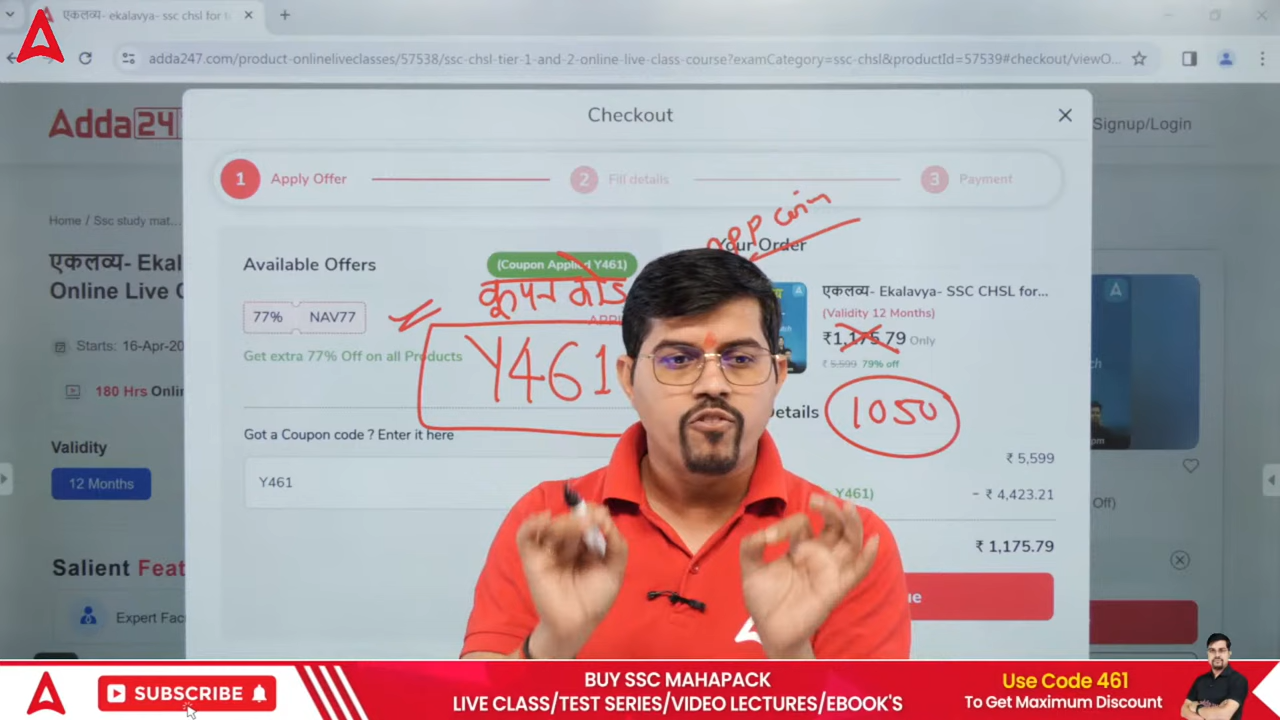 एकलव्य- ekalavya- ssc chsl for t
adda247.com/product-onlineliveclasses/57538/ssc-chsl-tier-1-and-2-online-live-class-course?examCategory=ssc-chsl&productId=57539#checkout/viewO...
Adda24
Checkout
Signup/Login
1 Apply Offer
2 Fill details
3 Payment
Home / Ssc study mat...
app coin
Your Order
एकलव्य- Ekal
Online Live C
Available Offers
(Coupon Applied Y461)
कूपन कोड
77% NAV77
Get extra 77% Off on all Products
Y461
एकलव्य- Ekalavya- SSC CHSL for...
(Validity 12 Months)
₹1,175.79 Only
₹ 5,599 79% off
Starts: 16-Apr-20
180 Hrs Onlin
Details
1050
Got a Coupon code ? Enter it here
Y461
Validity
12 Months
₹ 5,599
Y461)
- ₹ 4,423.21
Off)
₹ 1,175.79
Salient Feat
Expert Fac
ue
SUBSCRIBE
BUY SSC MAHAPACK
LIVE CLASS/TEST SERIES/VIDEO LECTURES/EBOOK'S
Use Code 461
To Get Maximum Discount